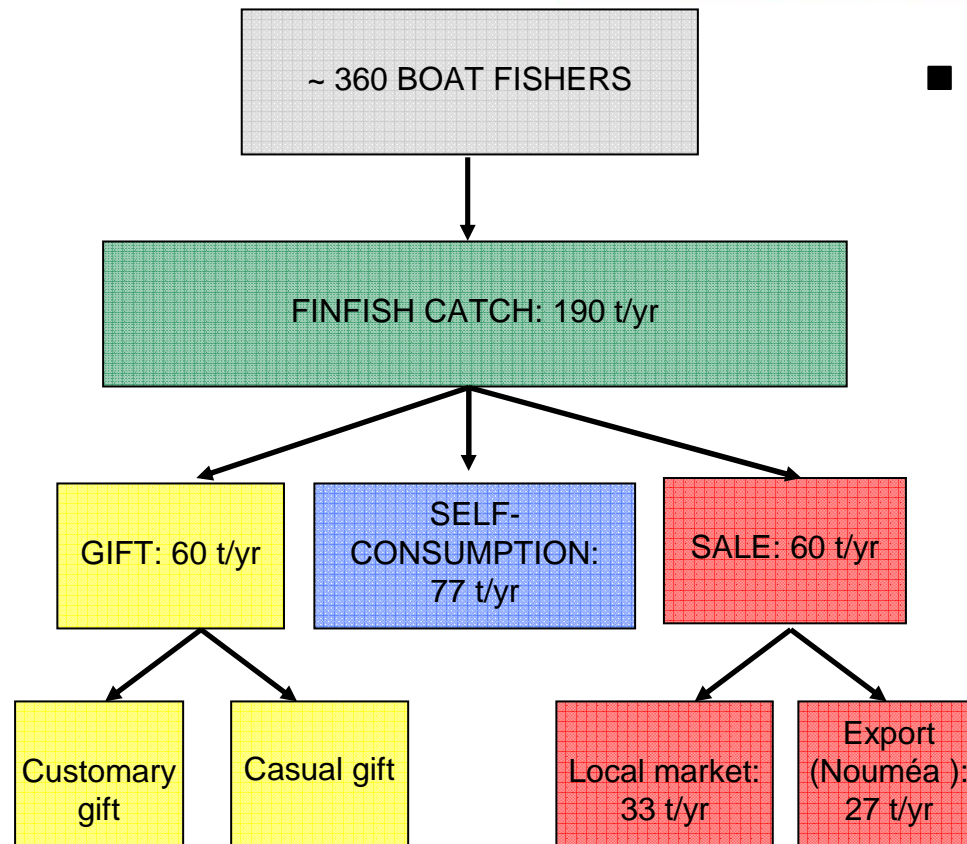 ~ 360 BOAT FISHERS
FINFISH CATCH: 190 t/yr
GIFT: 60 t/yr
SELF-
CONSUMPTION:
77 t/yr
SALE: 60 t/yr
Customary
gift
Casual gift
Local market:
33 t/yr
Export
(Nouméa ):
27 t/yr